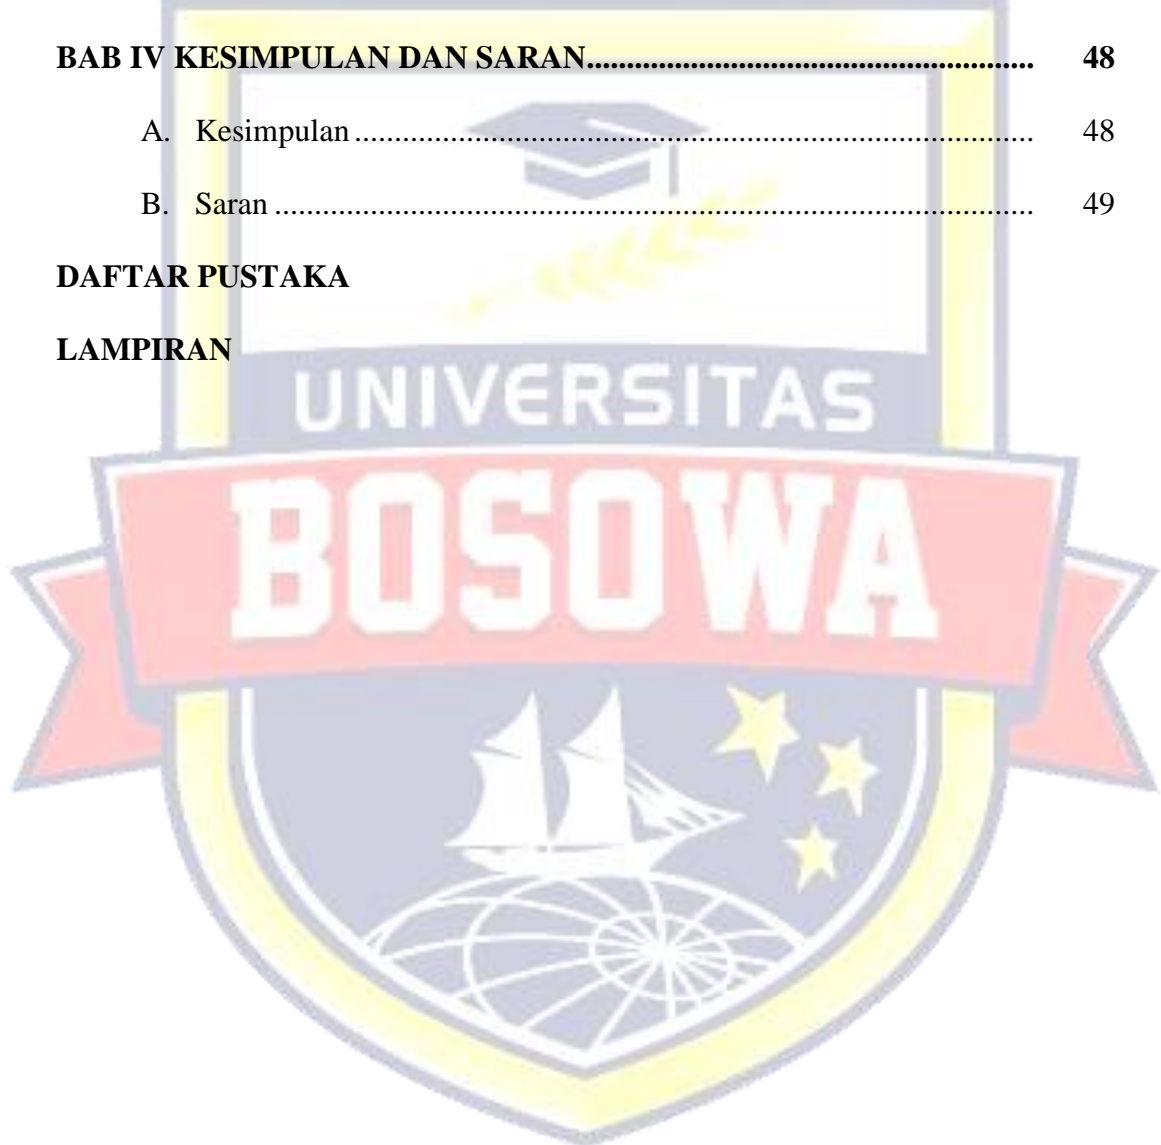 BAB IV KESIMPULAN DAN SARAN......................................................... 48
A. Kesimpulan ...................................................................................... 48
B. Saran ................................................................................................ 49
DAFTAR PUSTAKA
LAMPIRAN
UNIVERSITAS
BOSOWA